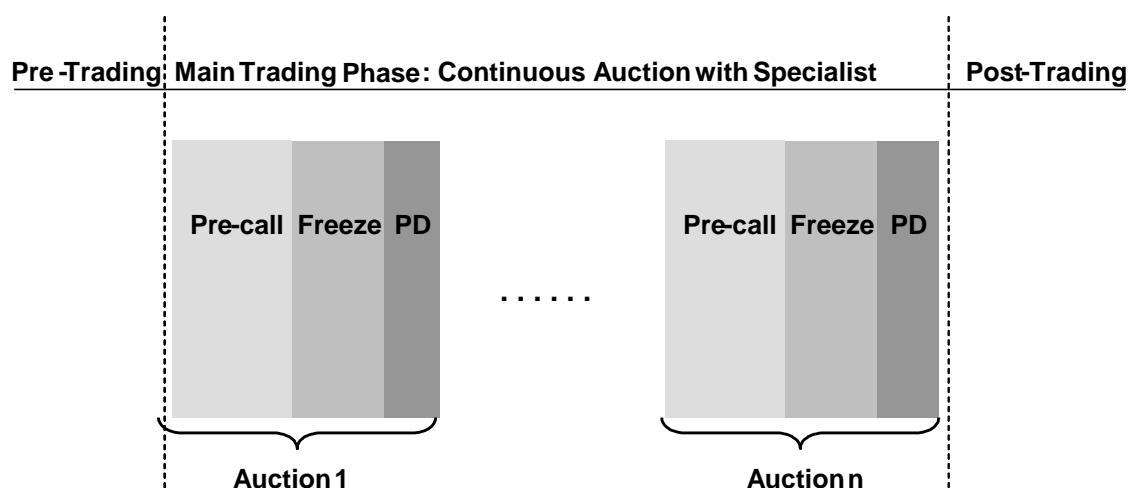 Pre-Trading Main Trading Phase: Continuous Auction with Specialist Post-Trading
Pre-call Freeze PD Pre-call Freeze PD
......
Auction 1 Auction n